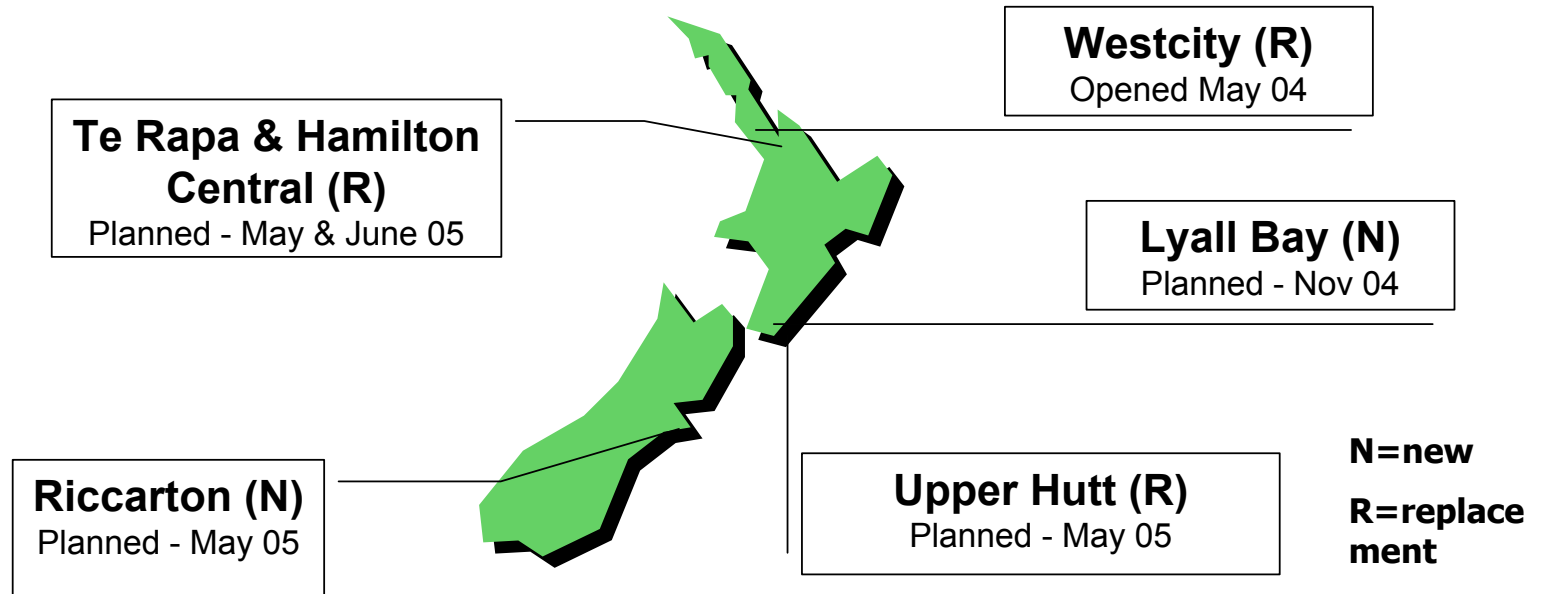 Westcity (R)
Opened May 04
Te Rapa & Hamilton
Central (R)
Planned - May & June 05
Lyall Bay (N)
Planned - Nov 04
Riccarton (N)
Planned - May 05
Upper Hutt (R)
Planned - May 05
N=new
R=replace
ment